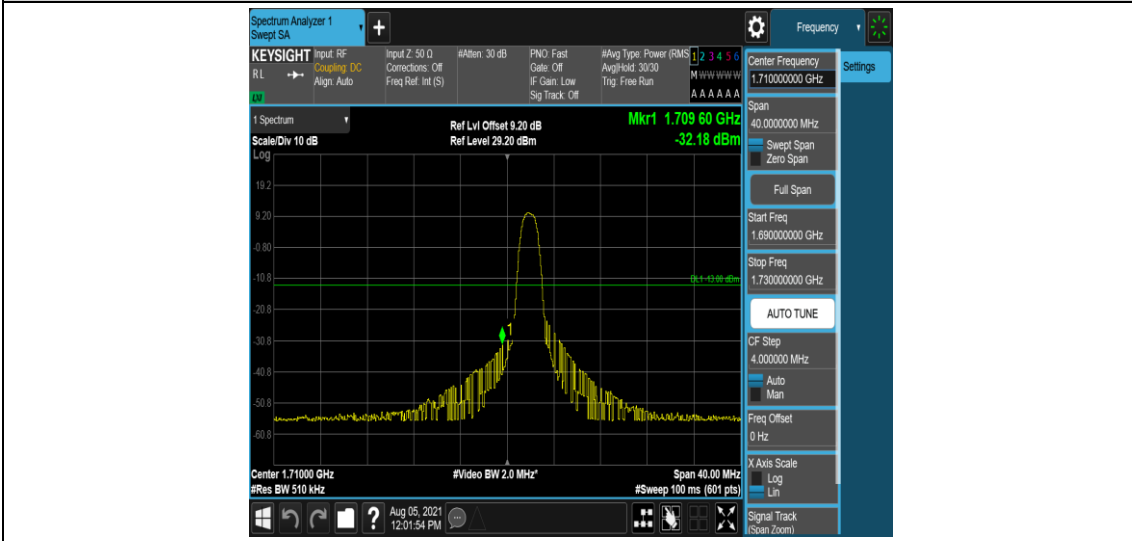 Spectrum Analyzer 1
Swept SA
+
Frequency
KEYSIGHT
RL
Input: RF
Coupling: DC
Align: Auto
Input Z: 50 Ω
Corrections: Off
Freq Ref: Int (S)
#Atten: 30 dB
PNO: Fast
Gate: Off
IF Gain: Low
Sig Track: Off
#Avg Type: Power (RMS
Avg|Hold: 30/30
Trig: Free Run
1 2 3 4 5 6
M W W W W W
A A A A A A
1 Spectrum
Scale/Div 10 dB
Log
Ref Lvl Offset 9.20 dB
Ref Level 29.20 dBm
Mkr1 1.709 60 GHz
-32.18 dBm
19.2
9.20
-0.80
-10.8
-20.8
-30.8
-40.8
-50.8
-60.8
DL1 -13.00 dBm
1
Center 1.71000 GHz
#Res BW 510 kHz
#Video BW 2.0 MHz*
Span 40.00 MHz
#Sweep 100 ms (601 pts)
Center Frequency
1.710000000 GHz
Settings
Span
40.0000000 MHz
Swept Span
Zero Span
Full Span
Start Freq
1.690000000 GHz
Stop Freq
1.730000000 GHz
AUTO TUNE
CF Step
4.000000 MHz
Auto
Man
Freq Offset
0 Hz
X Axis Scale
Log
Lin
Signal Track
(Span Zoom)
?
Aug 05, 2021
12:01:54 PM